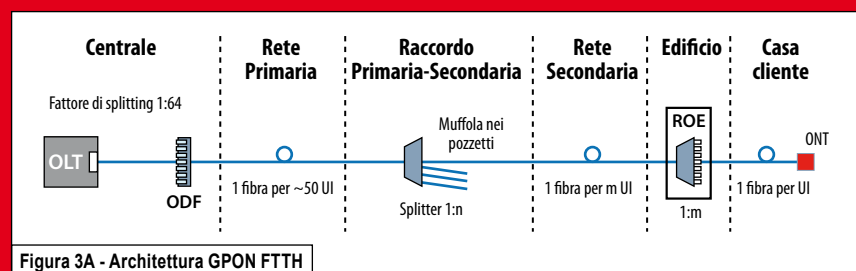 Centrale
Rete
Primaria
Raccordo
Primaria-Secondaria
Rete
Secondaria
Edificio
Casa
cliente
Fattore di splitting 1:64
OLT
ODF
1 fibra per ~50 UI
Muffola nei
pozzetti
Splitter 1:n
1 fibra per m UI
ROE
1:m
ONT
1 fibra per UI
Figura 3A - Architettura GPON FTTH